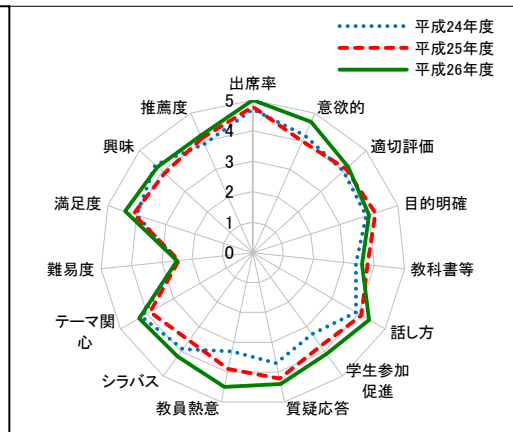 平成24年度
平成25年度
平成26年度
出席率
意欲的
適切評価
目的明確
教科書等
話し方
学生参加
促進
質疑応答
教員熱意
シラバス
テーマ関
心
難易度
満足度
興味
推薦度
5
4
3
2
1
0